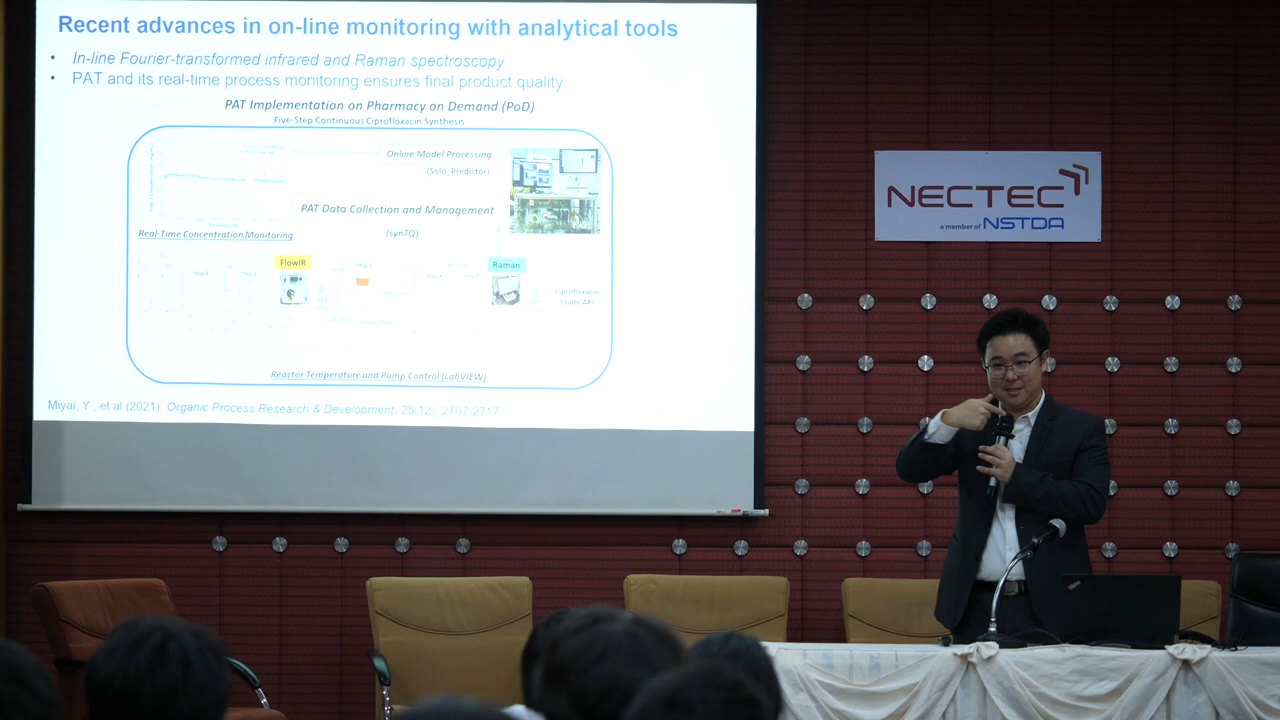 Recent advances in on-line monitoring with analytical tools
• In-line Fourier-transformed infrared and Raman spectroscopy
• PAT and its real-time process monitoring ensures final product quality.
PAT Implementation on Pharmacy on Demand (PoD)
Five-Step Continuous Ciprofloxacin Synthesis
Online Model Processing
(Solo_Predictor)
PAT Data Collection and Management
(synTQ)
Real-Time Concentration Monitoring
FlowIR
Raman
Step 1
Step 2
Ciprofloxacin
Crude API
Reactor Temperature and Pump Control (LabVIEW)
Miyai, Y., et al (2021). Organic Process Research & Development, 25(12), 2707-2717.
NECTEC
a member of NSTDA